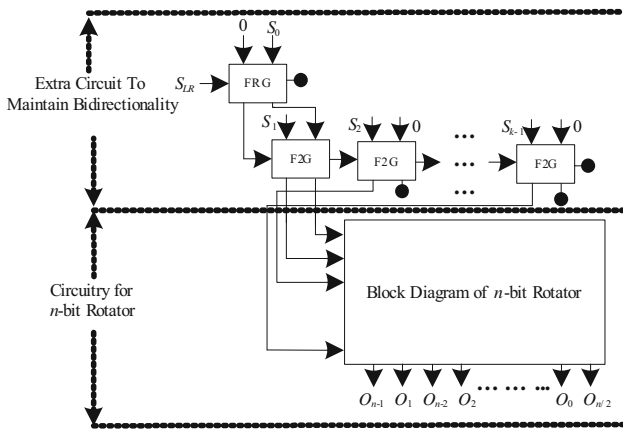 0 S0
Extra Circuit To
Maintain Bidirectionality
SLR
FRG
S1
S2
0
...
Sk-1
0
F2G
F2G
...
F2G
...
Circuitry for
n-bit Rotator
Block Diagram of n-bit Rotator
On-1 O1 On-2 O2 ... ... ... O0 On/2